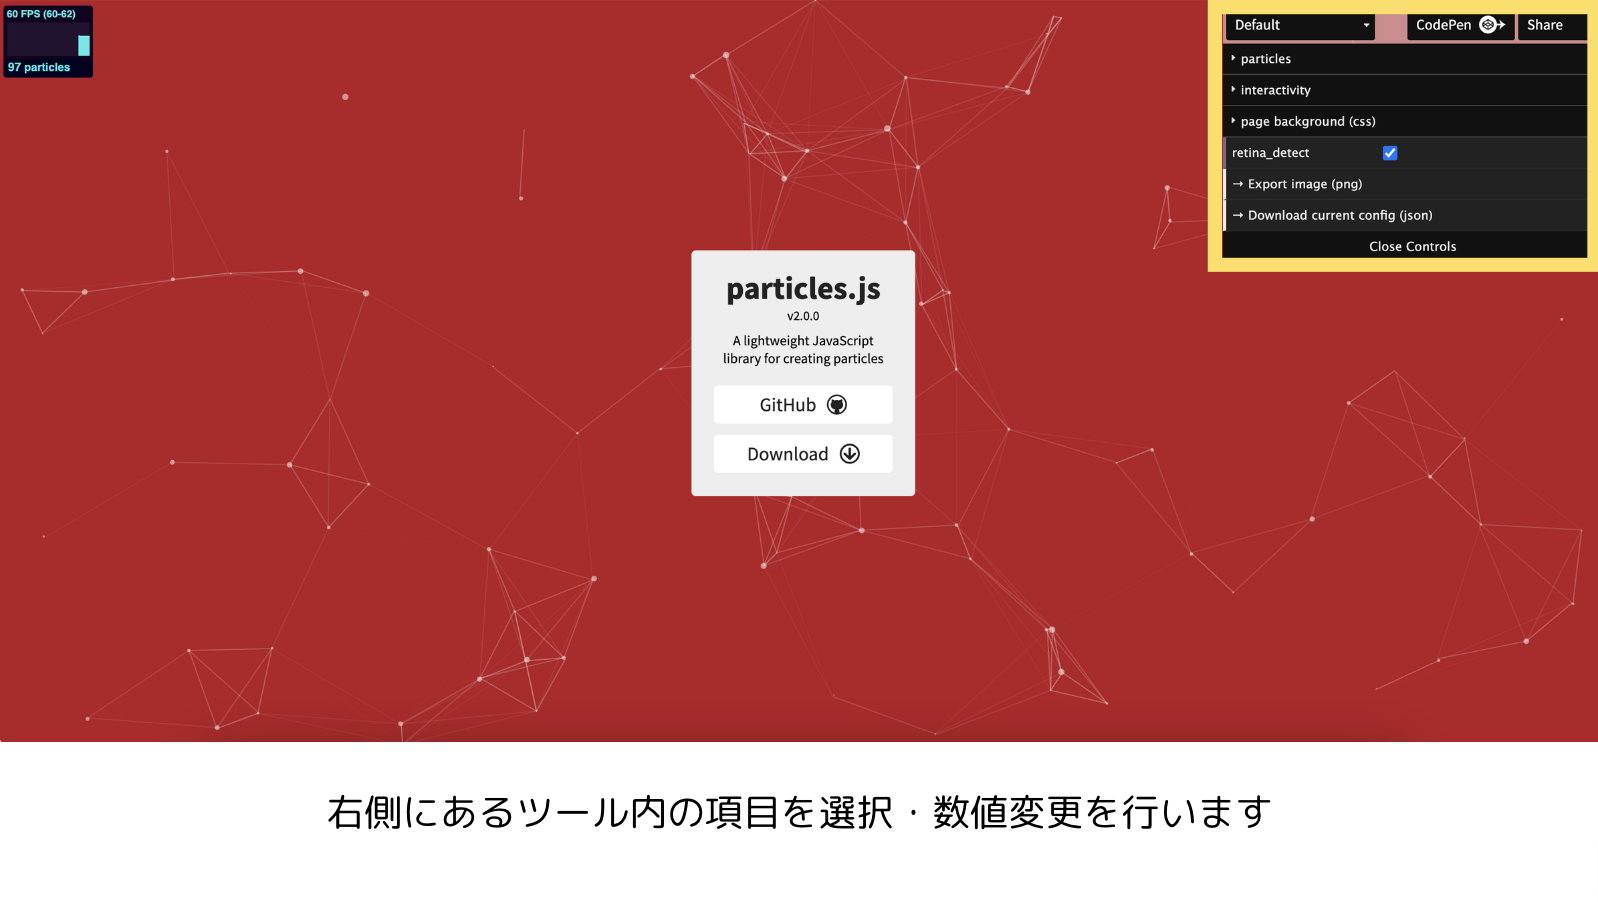 60 FPS (60-62)
97 particles
Default
CodePen
Share
particles
interactivity
page background (css)
retina_detect
→ Export image (png)
→ Download current config (json)
Close Controls
particles.js
v2.0.0
A lightweight JavaScript
library for creating particles
GitHub
Download
右側にあるツール内の項目を選択・数値変更を行います